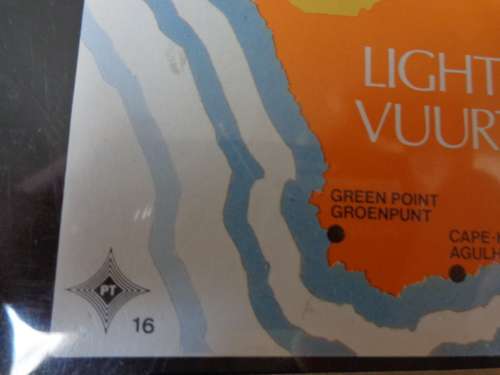 LIGHT
VUURT
GREEN POINT
GROENPUNT
CAPE
AGULH
PT
16